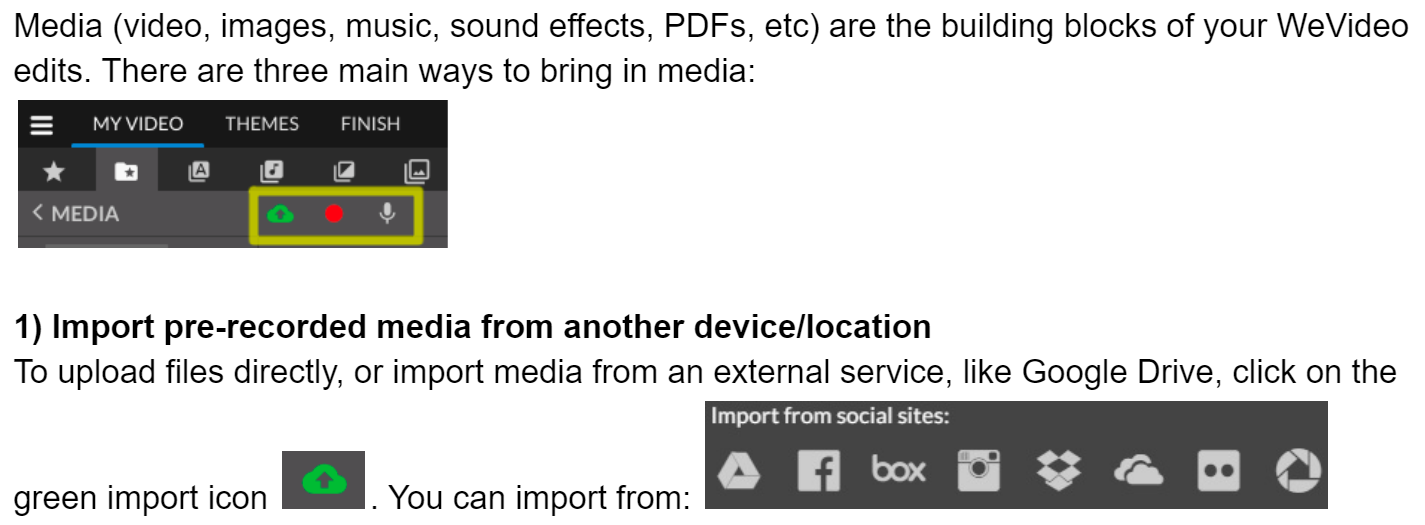 Media (video, images, music, sound effects, PDFs, etc) are the building blocks of your WeVideo
edits. There are three main ways to bring in media:
MY VIDEO THEMES FINISH
A
< MEDIA
1) Import pre-recorded media from another device/location
To upload files directly, or import media from an external service, like Google Drive, click on the
Import from social sites:
f box
green import icon . You can import from: